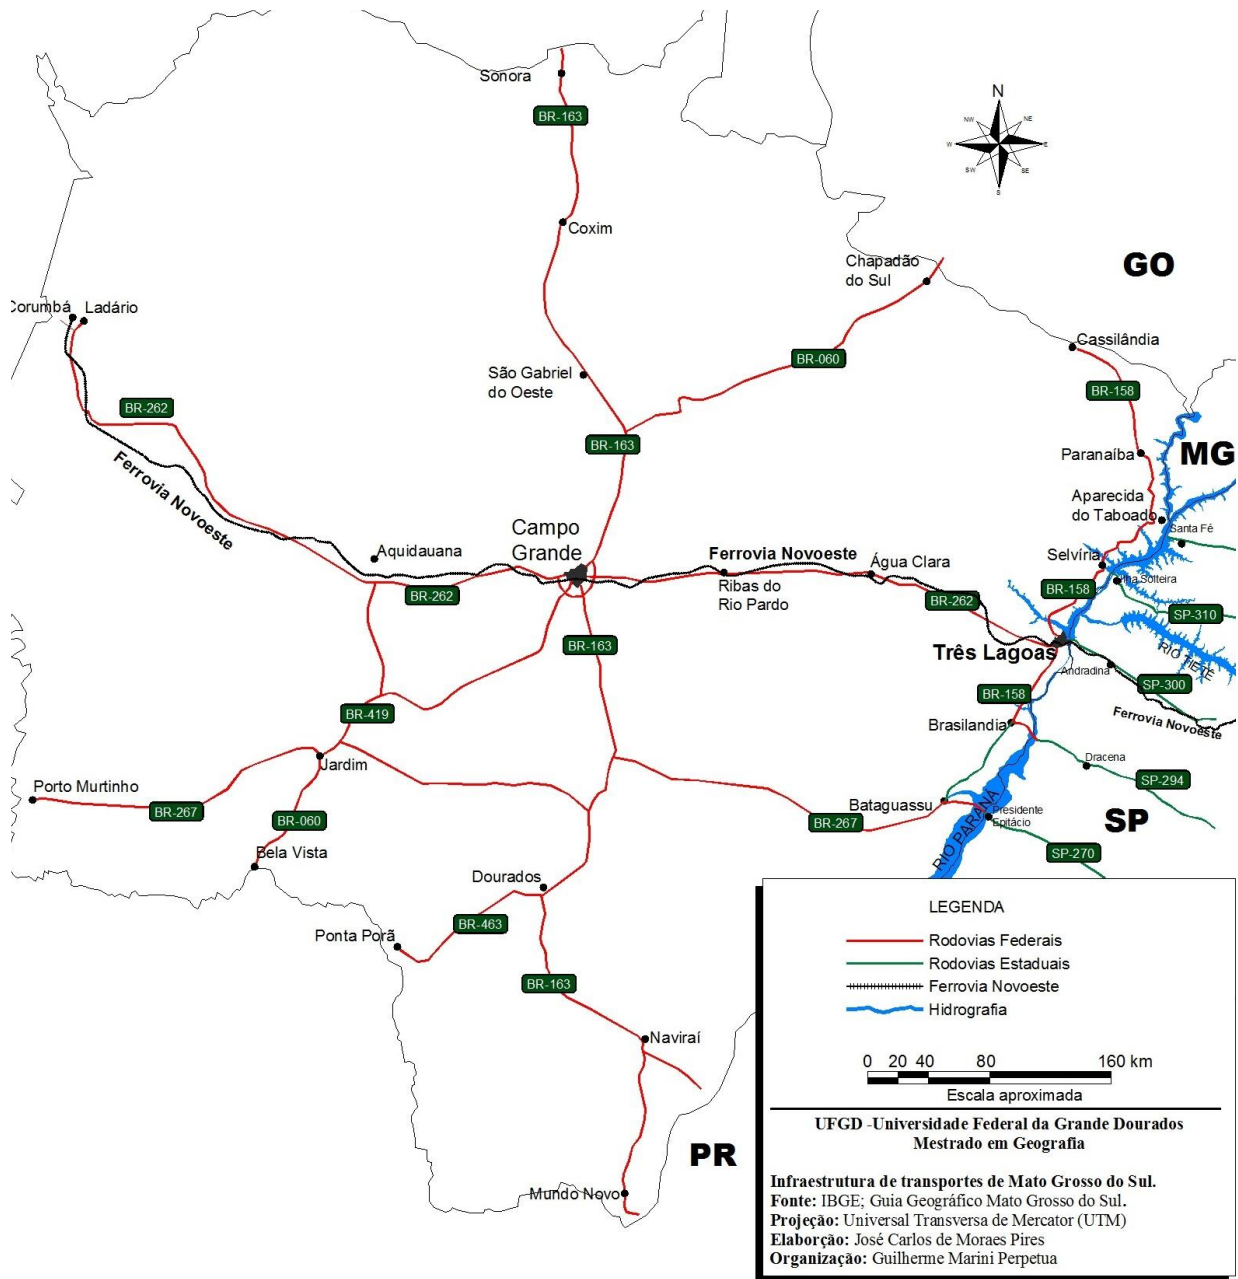 Sonora
BR-163
N
NW
NE
W
E
SW
SE
S
Coxim
Chapadão
do Sul
GO
Corumbá
Ladário
Cassilândia
BR-060
São Gabriel
do Oeste
BR-158
BR-262
BR-163
Paranaíba
MG
Ferrovia Novoeste
Aparecida
do Taboado
Santa Fé
Campo
Grande
Aquidauana
Ferrovia Novoeste
Água Clara
Selvíria
Ilha Solteira
Ribas do
Rio Pardo
BR-262
BR-262
BR-158
SP-310
BR-163
Três Lagoas
RIO TIETÊ
Andradina
SP-300
BR-158
BR-419
Brasilandia
Ferrovia Novoeste
Jardim
Dracena
Porto Murtinho
SP-294
BR-267
BR-060
BR-267
Bataguassu
Presidente
Epitácio
RIO PARANÁ
SP
Bela Vista
SP-270
Dourados
BR-463
Ponta Porã
BR-163
Naviraí
PR
Mundo Novo
LEGENDA
Rodovias Federais
Rodovias Estaduais
Ferrovia Novoeste
Hidrografia
0 20 40 80 160 km
Escala aproximada
UFGD -Universidade Federal da Grande Dourados
Mestrado em Geografia
Infraestrutura de transportes de Mato Grosso do Sul.
Fonte: IBGE; Guia Geográfico Mato Grosso do Sul.
Projeção: Universal Transversa de Mercator (UTM)
Elaborção: José Carlos de Moraes Pires
Organização: Guilherme Marini Perpetua